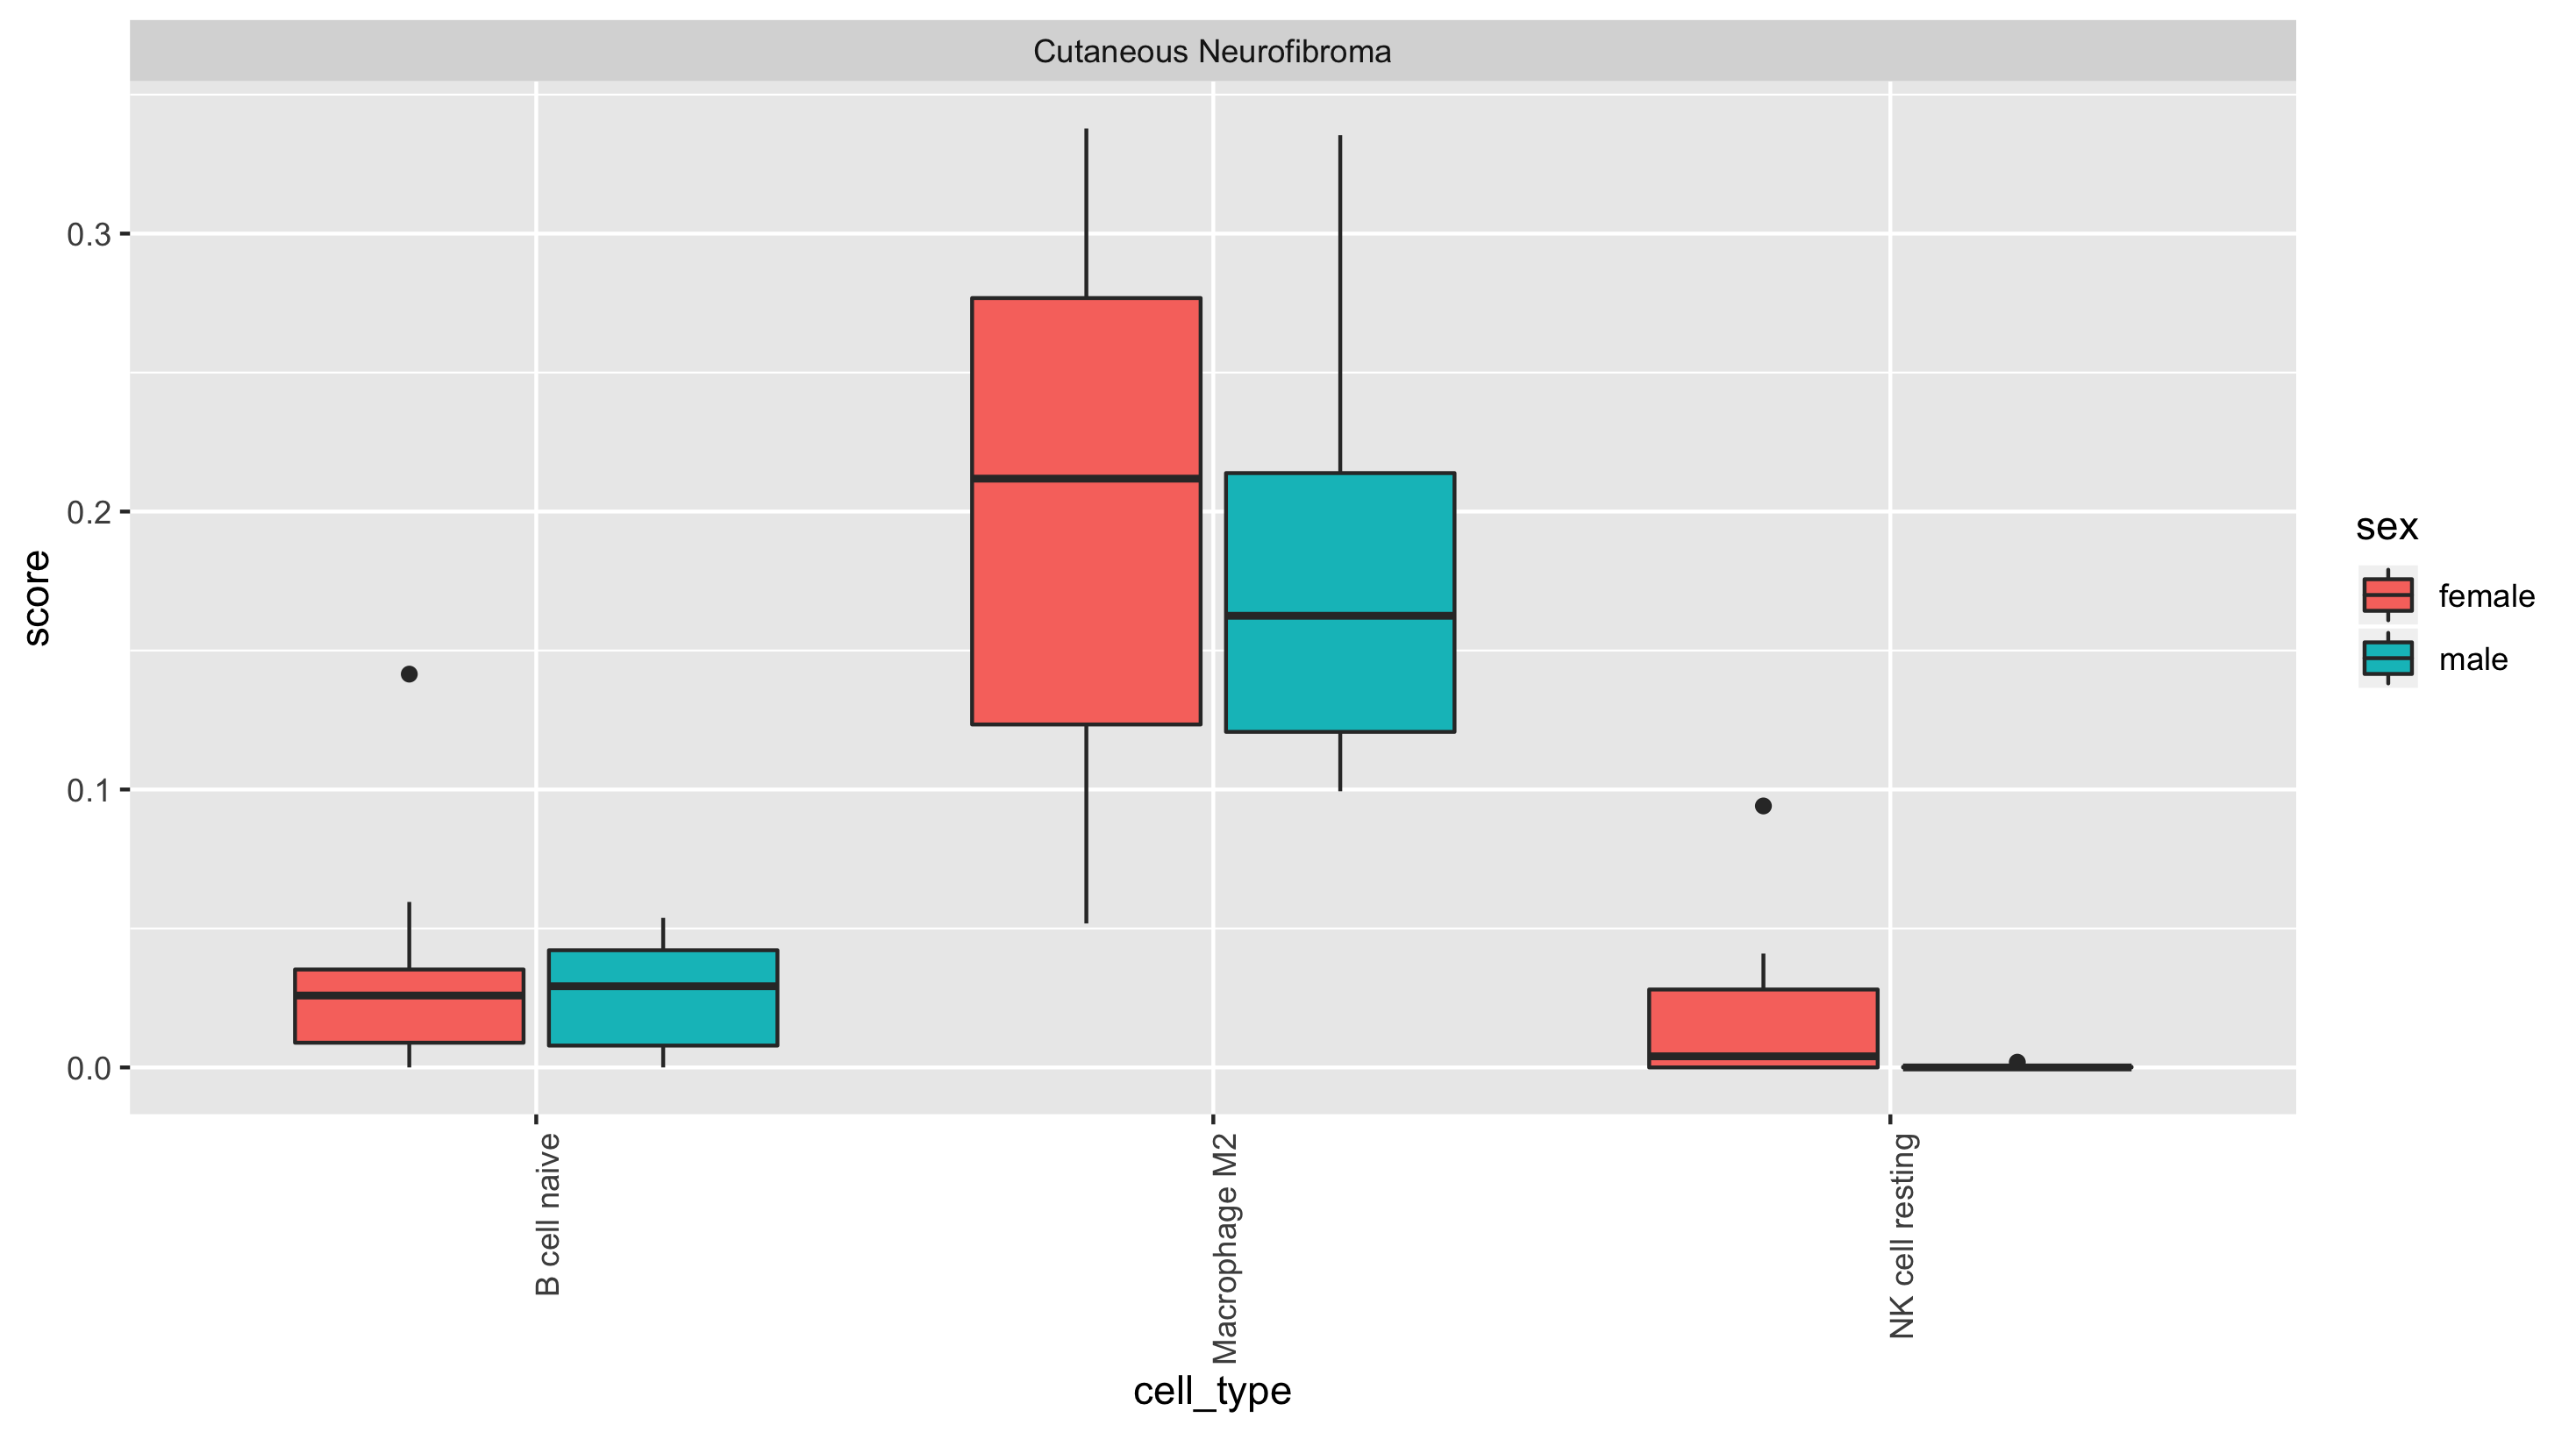 Cutaneous Neurofibroma
score
0.3
0.2
0.1
0.0
B cell naive
Macrophage M2
NK cell resting
cell_type
sex
female
male